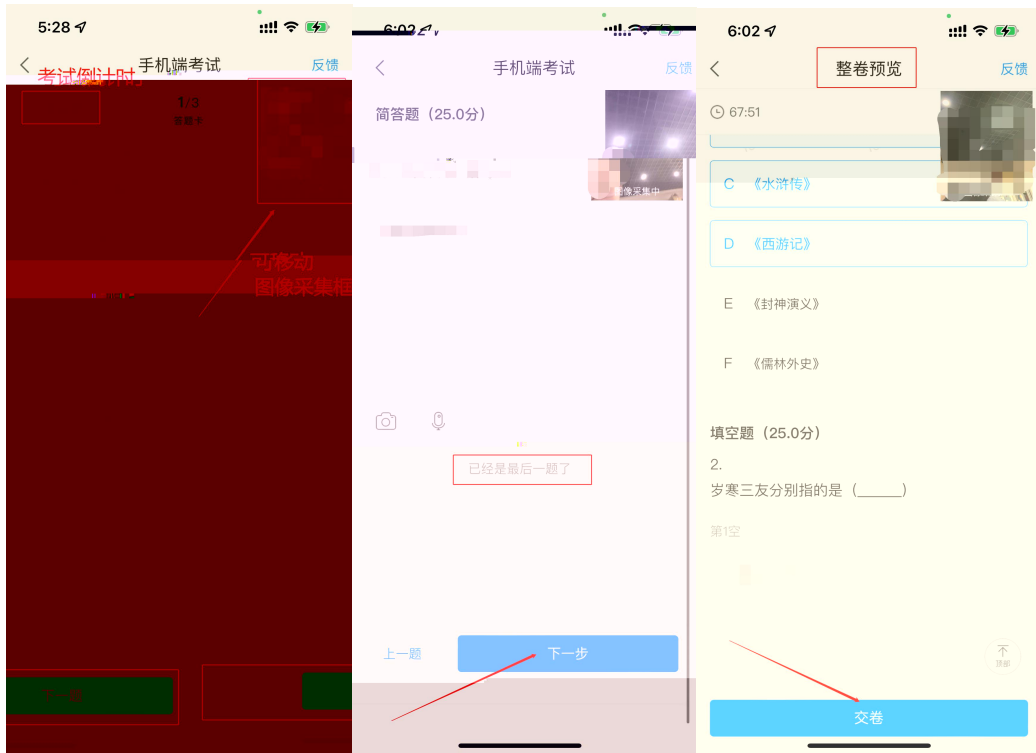 5:28
手机端考试
反馈
考试倒计时
1/3
答题卡
可移动
图像采集框
下一题
6:02
手机端考试
反馈
简答题（25.0分）
图像采集中
已经是最后一题了
上一题
下一步
6:02
整卷预览
反馈
67:51
C 《水浒传》
D 《西游记》
E 《封神演义》
F 《儒林外史》
填空题（25.0分）
2.
岁寒三友分别指的是（______）
第1空
顶部
交卷